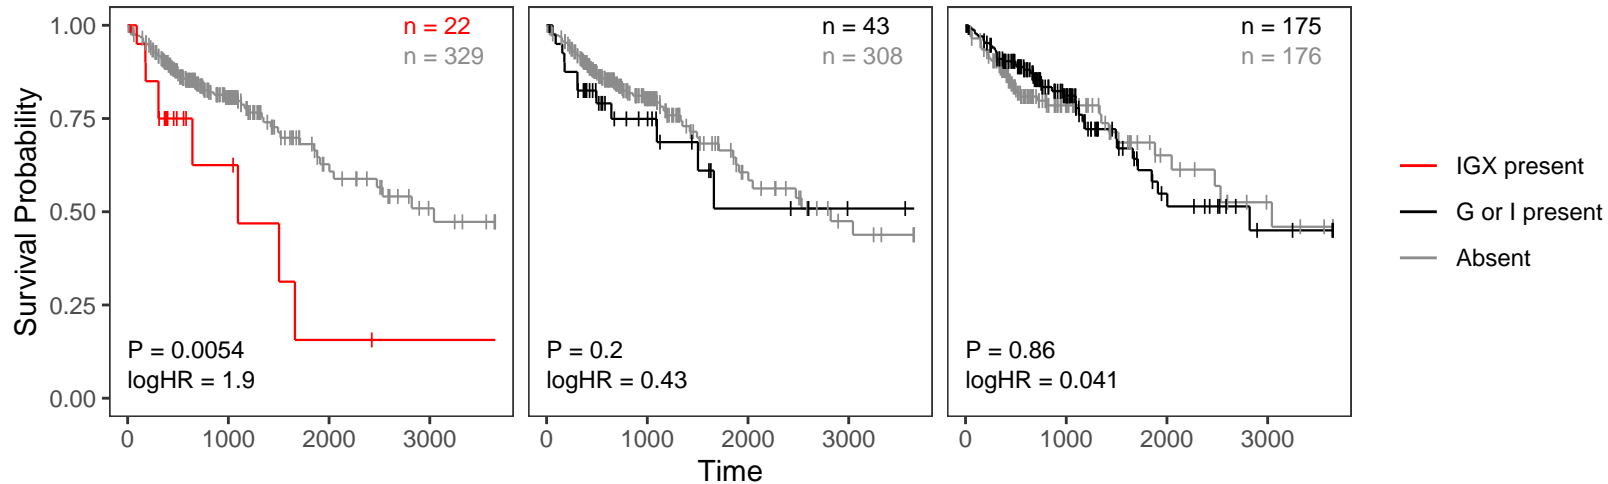 Survival Probability
1.00
0.75
0.50
0.25
0.00
n = 22
n = 329
P = 0.0054
logHR = 1.9
0
1000
2000
3000
n = 43
n = 308
P = 0.2
logHR = 0.43
0
1000
2000
3000
n = 175
n = 176
P = 0.86
logHR = 0.041
0
1000
2000
3000
Time
IGX present
G or I present
Absent